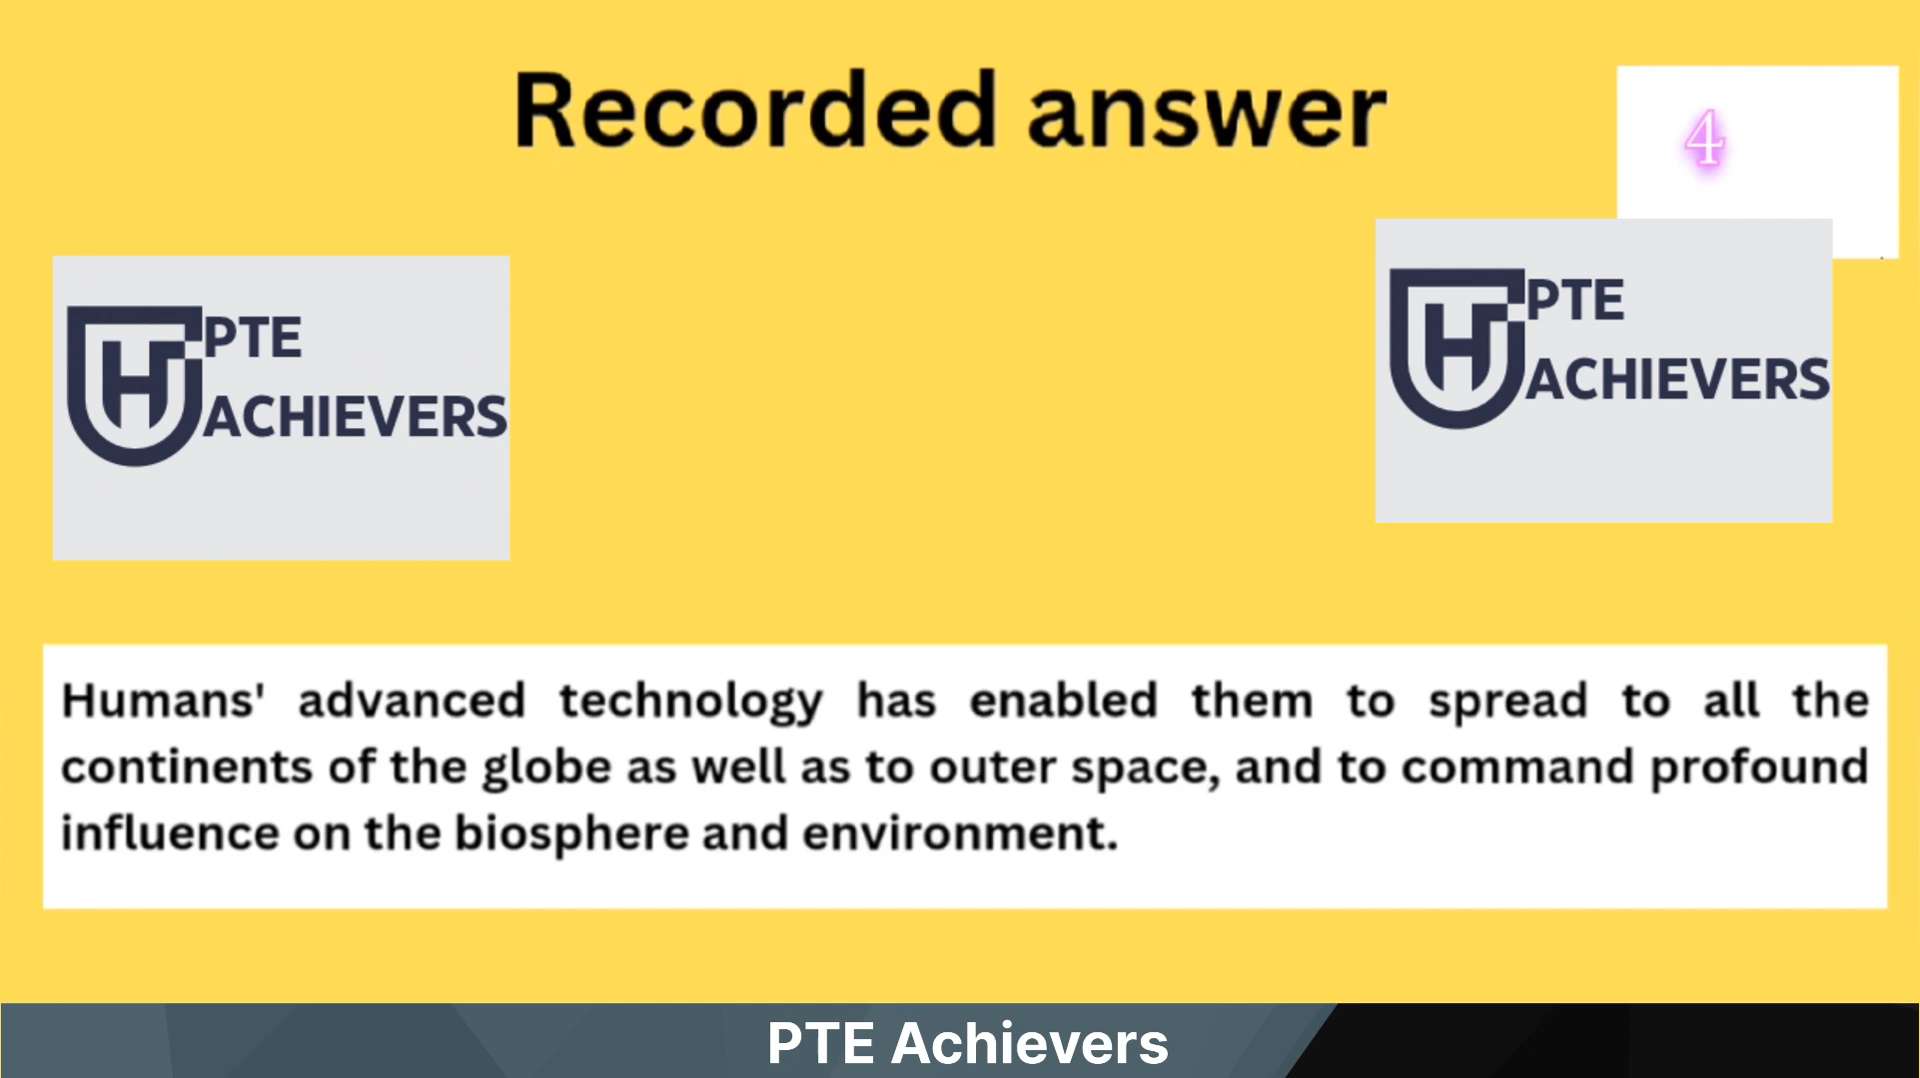 Recorded answer
4
PTE
ACHIEVERS
PTE
ACHIEVERS
Humans' advanced technology has enabled them to spread to all the
continents of the globe as well as to outer space, and to command profound
influence on the biosphere and environment.
PTE Achievers